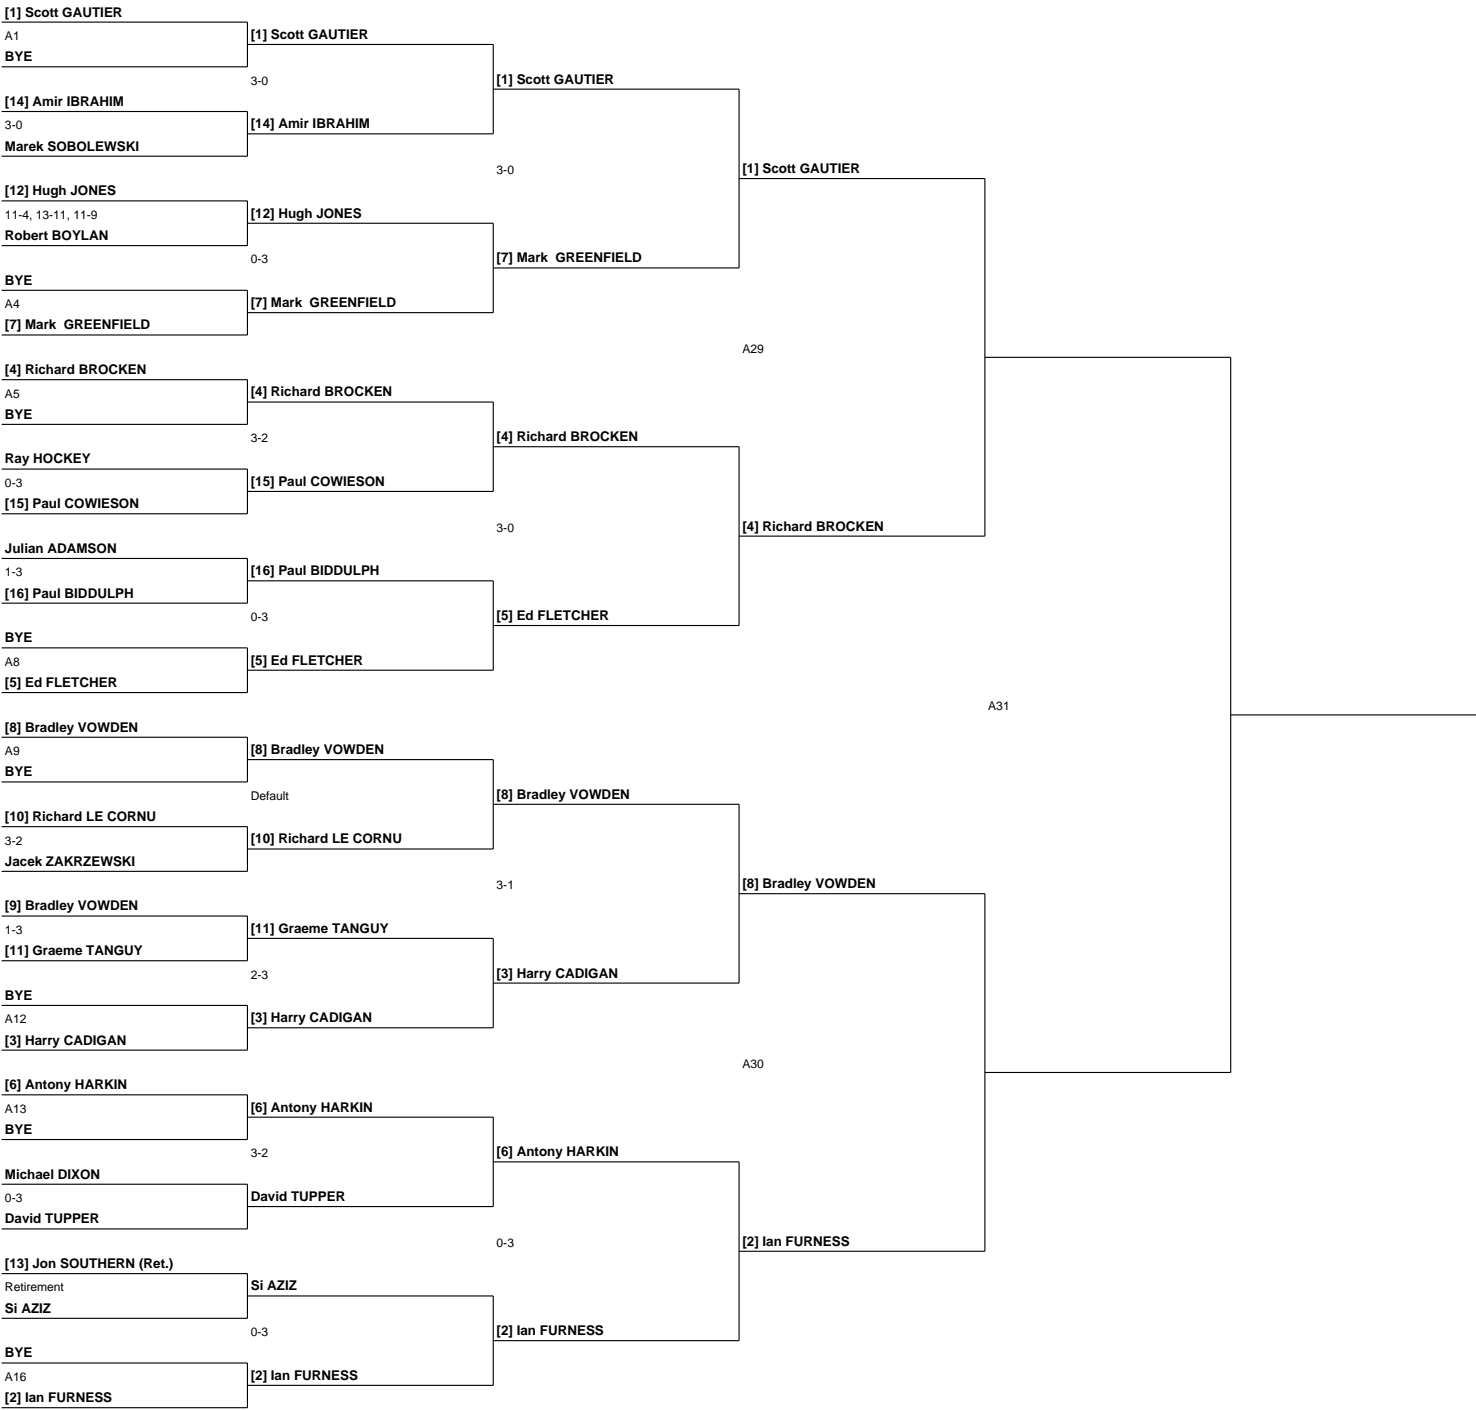 [1] Scott GAUTIER
A1
BYE
[14] Amir IBRAHIM
3-0
Marek SOBOLEWSKI
[12] Hugh JONES
11-4, 13-11, 11-9
Robert BOYLAN
BYE
A4
[7] Mark  GREENFIELD
[4] Richard BROCKEN
A5
BYE
Ray HOCKEY
0-3
[15] Paul COWIESON
Julian ADAMSON
1-3
[16] Paul BIDDULPH
BYE
A8
[5] Ed FLETCHER
[8] Bradley VOWDEN
A9
BYE
[10] Richard LE CORNU
3-2
Jacek ZAKRZEWSKI
[9] Bradley VOWDEN
1-3
[11] Graeme TANGUY
BYE
A12
[3] Harry CADIGAN
[6] Antony HARKIN
A13
BYE
Michael DIXON
0-3
David TUPPER
[13] Jon SOUTHERN (Ret.)
Retirement
Si AZIZ
BYE
A16
[2] Ian FURNESS
[1] Scott GAUTIER
3-0
[14] Amir IBRAHIM
[12] Hugh JONES
0-3
[7] Mark  GREENFIELD
[4] Richard BROCKEN
3-2
[15] Paul COWIESON
[16] Paul BIDDULPH
0-3
[5] Ed FLETCHER
[8] Bradley VOWDEN
Default
[10] Richard LE CORNU
[11] Graeme TANGUY
2-3
[3] Harry CADIGAN
[6] Antony HARKIN
3-2
David TUPPER
Si AZIZ
0-3
[2] Ian FURNESS
[1] Scott GAUTIER
3-0
[7] Mark  GREENFIELD
[4] Richard BROCKEN
3-0
[5] Ed FLETCHER
[8] Bradley VOWDEN
3-1
[3] Harry CADIGAN
[6] Antony HARKIN
0-3
[2] Ian FURNESS
[1] Scott GAUTIER
A29
[4] Richard BROCKEN
[8] Bradley VOWDEN
A30
[2] Ian FURNESS
A31